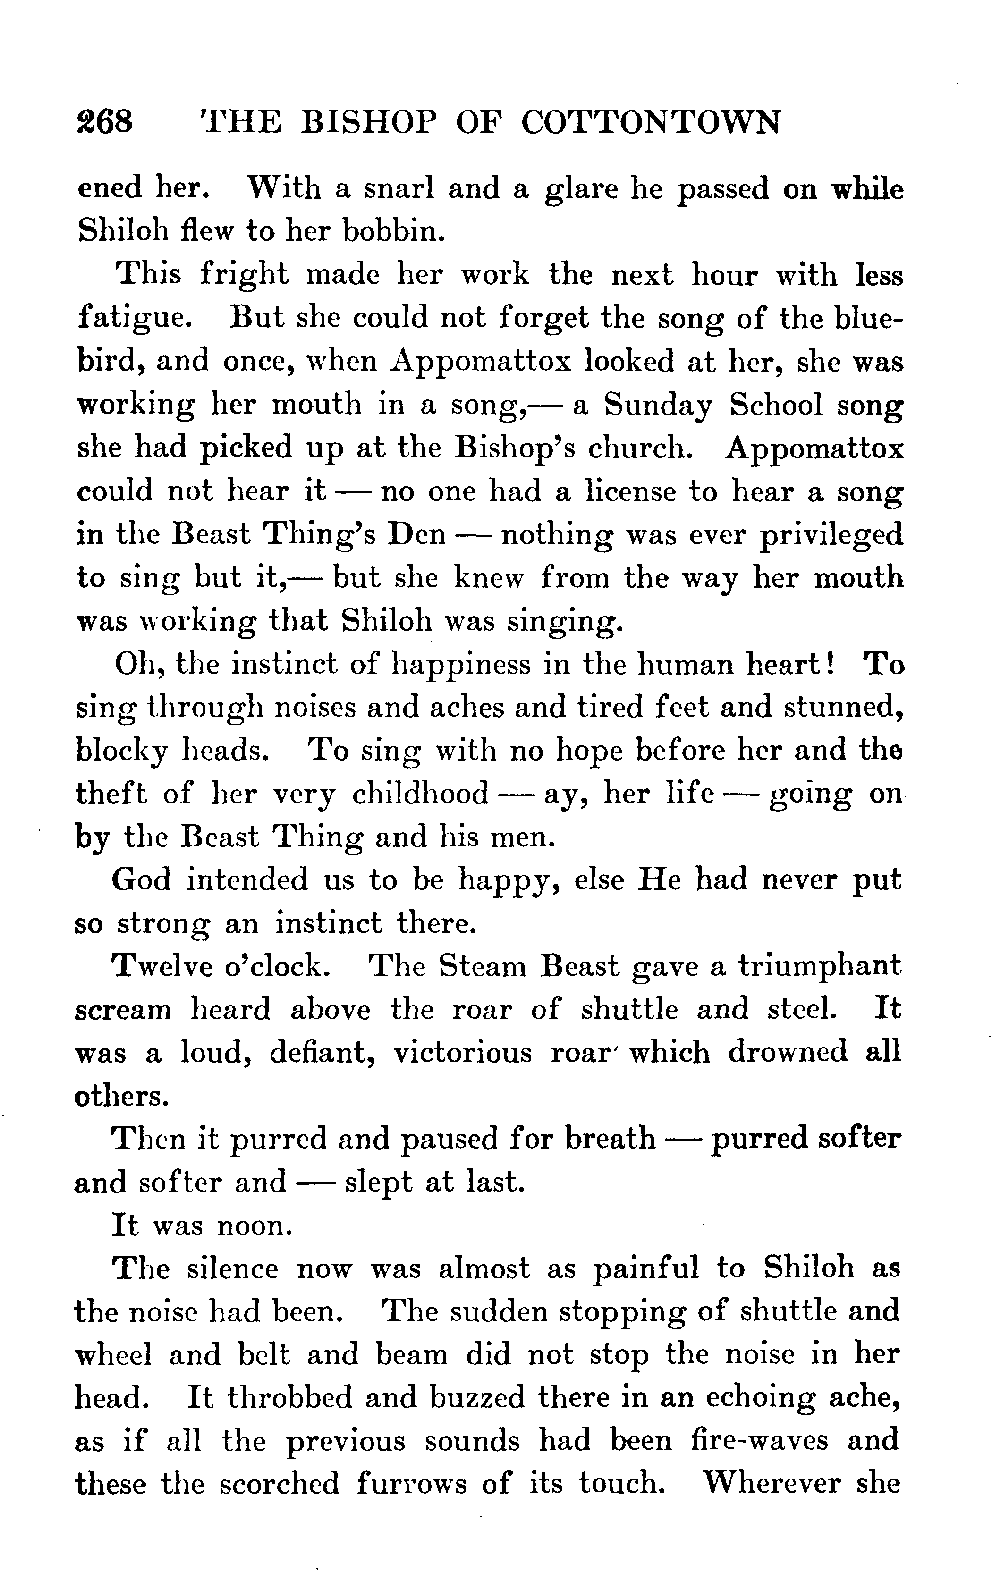 268 THE BISHOP OF COTTONTOWN
ened her. With a snarl and a glare he passed on while
Shiloh flew to her bobbin.
This fright made her work the next hour with less
fatigue. But she could not forget the song of the blue-
bird, and once, when Appomattox looked at her, she was
working her mouth in a song,— a Sunday School song
she had picked up at the Bishop's church. Appomattox
could not hear it — no one had a license to hear a song
in the Beast Thing's Den — nothing was ever privileged
to sing but it,— but she knew from the way her mouth
was working that Shiloh was singing.
Oh, the instinct of happiness in the human heart! To
sing through noises and aches and tired feet and stunned,
blocky heads. To sing with no hope before her and the
theft of her very childhood — ay, her life — going on
by the Beast Thing and his men.
God intended us to be happy, else He had never put
so strong an instinct there.
Twelve o'clock. The Steam Beast gave a triumphant
scream heard above the roar of shuttle and steel. It
was a loud, defiant, victorious roar which drowned all
others.
Then it purred and paused for breath — purred softer
and softer and — slept at last.
It was noon.
The silence now was almost as painful to Shiloh as
the noise had been. The sudden stopping of shuttle and
wheel and belt and beam did not stop the noise in her
head. It throbbed and buzzed there in an echoing ache,
as if all the previous sounds had been fire-waves and
these the scorched furrows of its touch. Wherever she